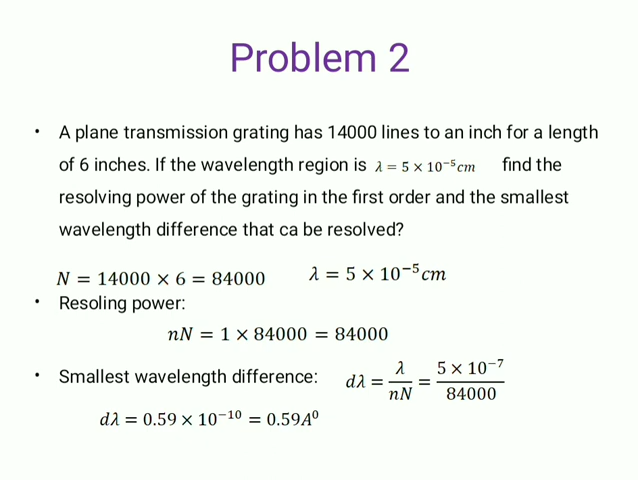 Problem 2
• A plane transmission grating has 14000 lines to an inch for a length
of 6 inches. If the wavelength region is λ = 5 × 10⁻⁵cm find the
resolving power of the grating in the first order and the smallest
wavelength difference that ca be resolved?
N = 14000 × 6 = 84000 λ = 5 × 10⁻⁵cm
• Resoling power:
nN = 1 × 84000 = 84000
• Smallest wavelength difference: dλ = λ/nN = 5 × 10⁻⁷/84000
dλ = 0.59 × 10⁻¹⁰ = 0.59A⁰